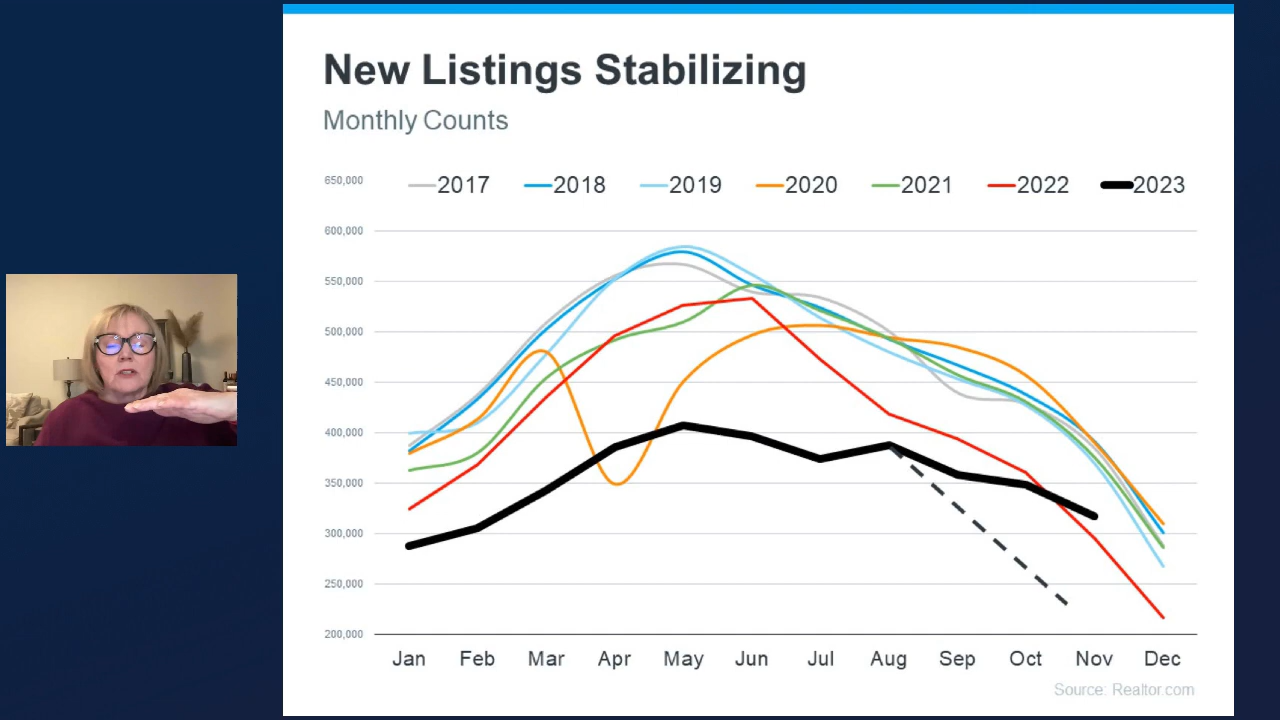 New Listings Stabilizing
Monthly Counts
650,000
2017 2018 2019 2020 2021 2022 2023
600,000
550,000
500,000
450,000
400,000
350,000
300,000
250,000
200,000
Jan Feb Mar Apr May Jun Jul Aug Sep Oct Nov Dec
Source: Realtor.com